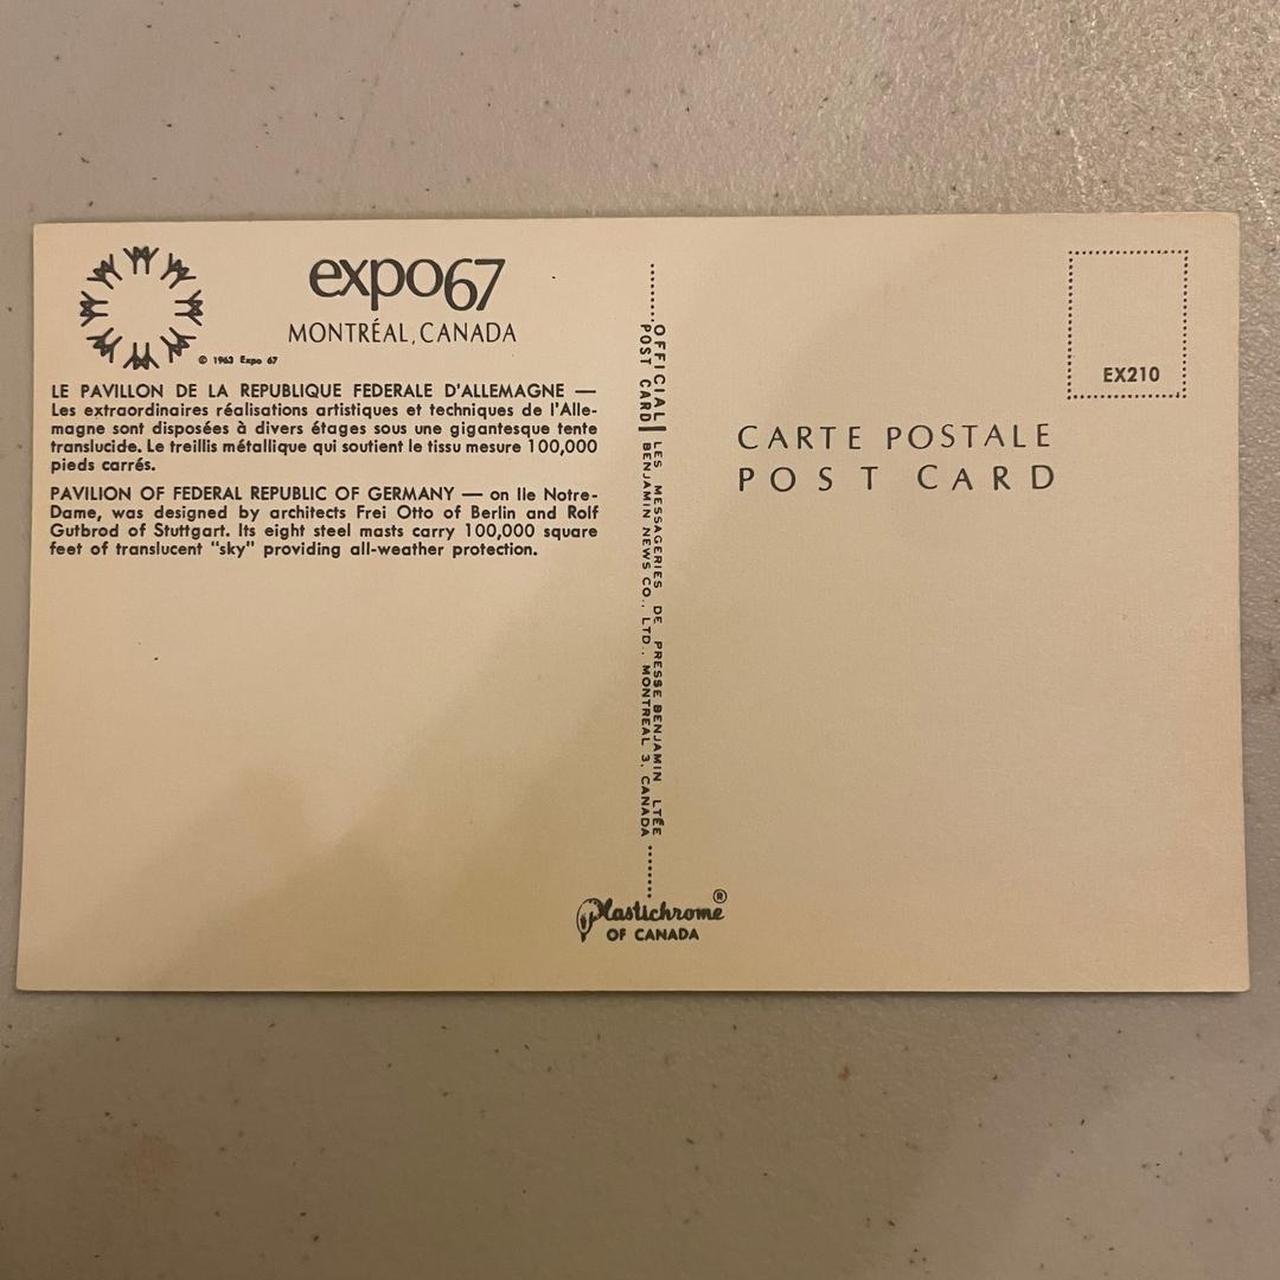 expo67
MONTRÉAL, CANADA
© 1963 Expo 67
LE PAVILLON DE LA REPUBLIQUE FEDERALE D'ALLEMAGNE —
Les extraordinaires réalisations artistiques et techniques de l'Alle-
magne sont disposées à divers étages sous une gigantesque tente
translucide. Le treillis métallique qui soutient le tissu mesure 100,000
pieds carrés.
PAVILION OF FEDERAL REPUBLIC OF GERMANY — on Ile Notre-
Dame, was designed by architects Frei Otto of Berlin and Rolf
Gutbrod of Stuttgart. Its eight steel masts carry 100,000 square
feet of translucent "sky" providing all-weather protection.
OFFICIAL
POST CARD
LES MESSAGERIES DE PRESSE BENJAMIN LTÉE
BENJAMIN NEWS CO., LTD., MONTREAL 3, CANADA
Plastichrome®
OF CANADA
EX210
CARTE POSTALE
POST CARD